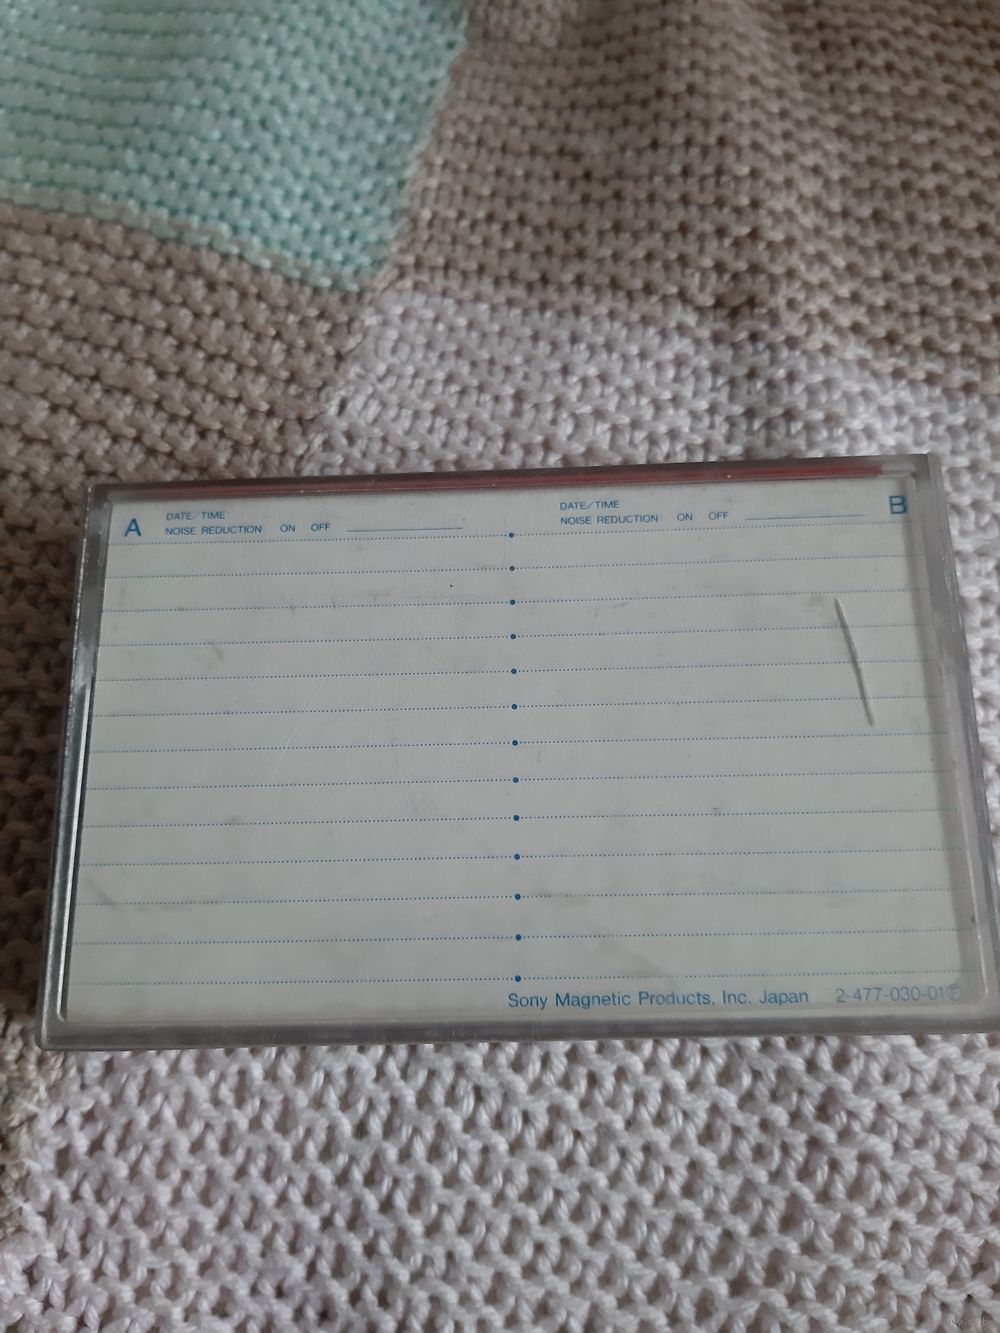 A
DATE/TIME
NOISE REDUCTION ON OFF
DATE/TIME
NOISE REDUCTION ON OFF
B
Sony Magnetic Products, Inc. Japan 2-477-030-01Ⓔ